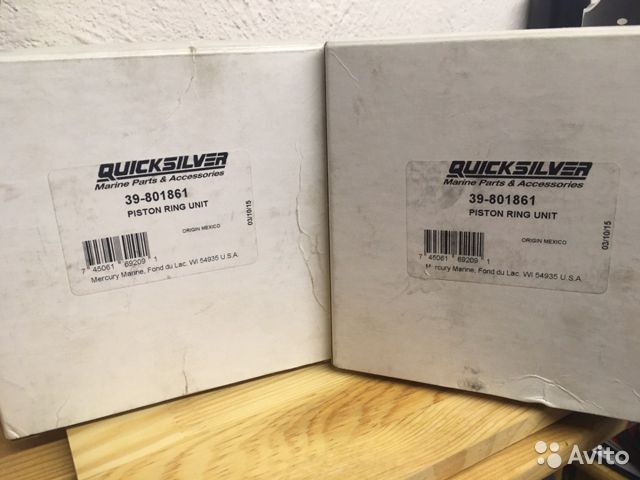 QUICKSILVER
Marine Parts & Accessories
39-801861
PISTON RING UNIT
03/10/15
ORIGIN MEXICO
7 45061 69209 1
Mercury Marine, Fond du Lac, WI 54935 U.S.A.
QUICKSILVER
Marine Parts & Accessories
39-801861
PISTON RING UNIT
03/10/15
ORIGIN MEXICO
7 45061 69209 1
Mercury Marine, Fond du Lac, WI 54935 U.S.A.
Avito